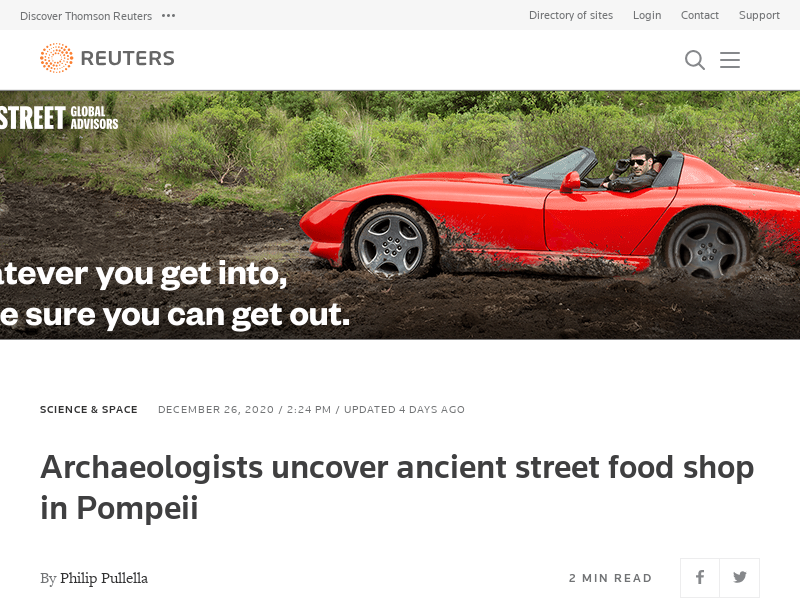 Discover Thomson Reuters
Directory of sites Login Contact Support
REUTERS
STREET GLOBAL ADVISORS
you get into,
sure you can get out.
SCIENCE & SPACE DECEMBER 26, 2020 / 2:24 PM / UPDATED 4 DAYS AGO
Archaeologists uncover ancient street food shop
in Pompeii
By Philip Pullella
2 MIN READ